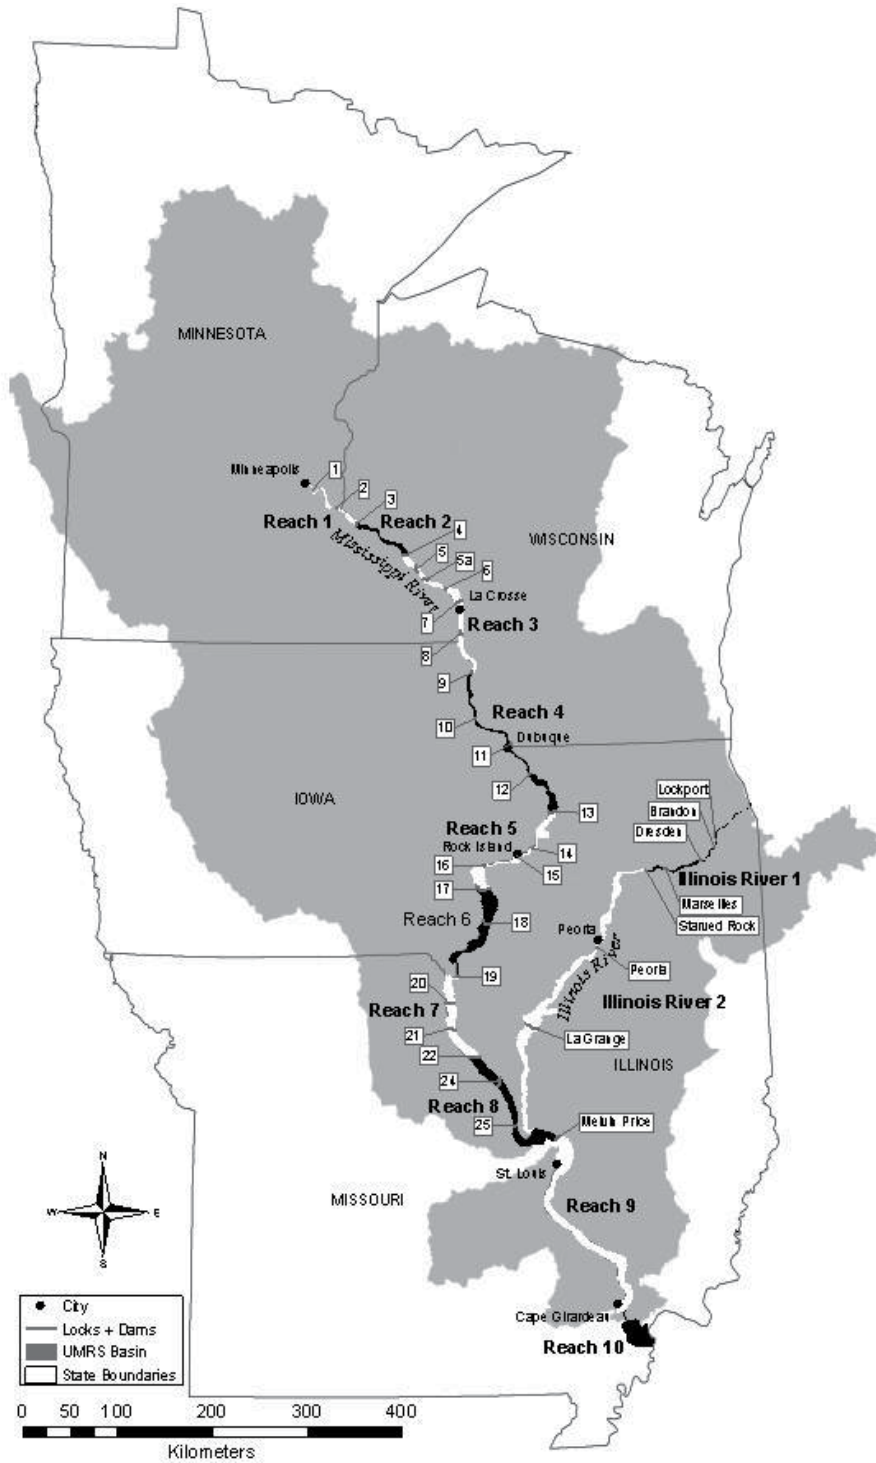 MINNESOTA
Minneapolis
1
2
3
Reach 1
Reach 2
4
WISCONSIN
Mississippi River
5
5a
6
La Crosse
7
Reach 3
8
9
Reach 4
10
Dubuque
11
12
Lockport
IOWA
Brandon
13
Reach 5
Dresden
Rock Island
14
16
15
Illinois River 1
17
Marseilles
Reach 6
18
Starved Rock
Peoria
Illinois River
Peoria
19
20
Illinois River 2
Reach 7
21
La Grange
22
ILLINOIS
24
Reach 8
25
Melvin Price
St. Louis
MISSOURI
Reach 9
N
W
E
S
City
Locks + Dams
UMRS Basin
State Boundaries
Cape Girardeau
Reach 10
0 50 100 200 300 400
Kilometers